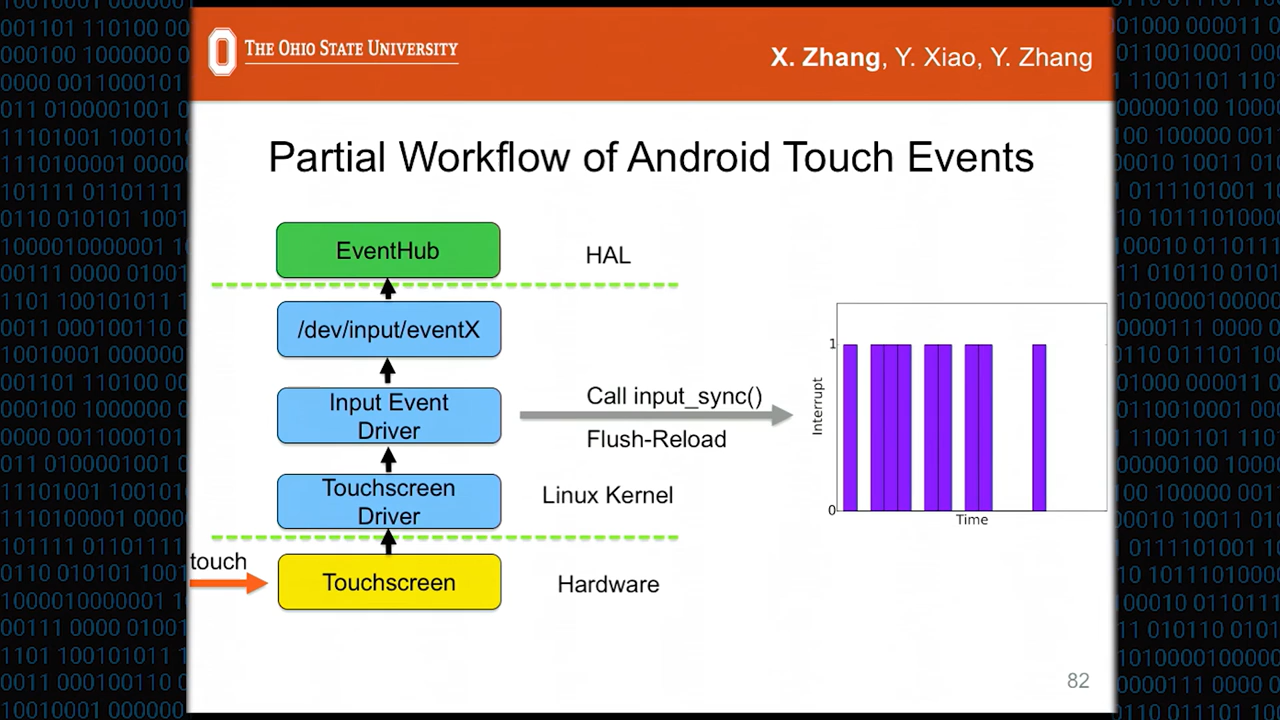 THE OHIO STATE UNIVERSITY
X. Zhang, Y. Xiao, Y. Zhang
Partial Workflow of Android Touch Events
EventHub
HAL
/dev/input/eventX
Input Event
Driver
Call input_sync()
Flush-Reload
Touchscreen
Driver
Linux Kernel
touch
Touchscreen
Hardware
1
Interrupt
0
Time
82